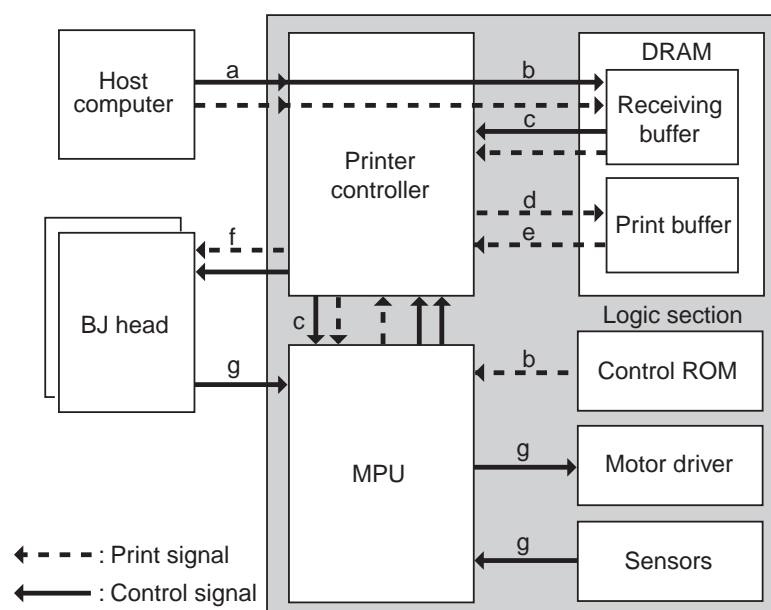 Host
computer
a
b
DRAM
Receiving
buffer
c
Printer
controller
d
e
Print buffer
f
BJ head
c
Logic section
g
b
Control ROM
MPU
g
Motor driver
g
Sensors
: Print signal
: Control signal